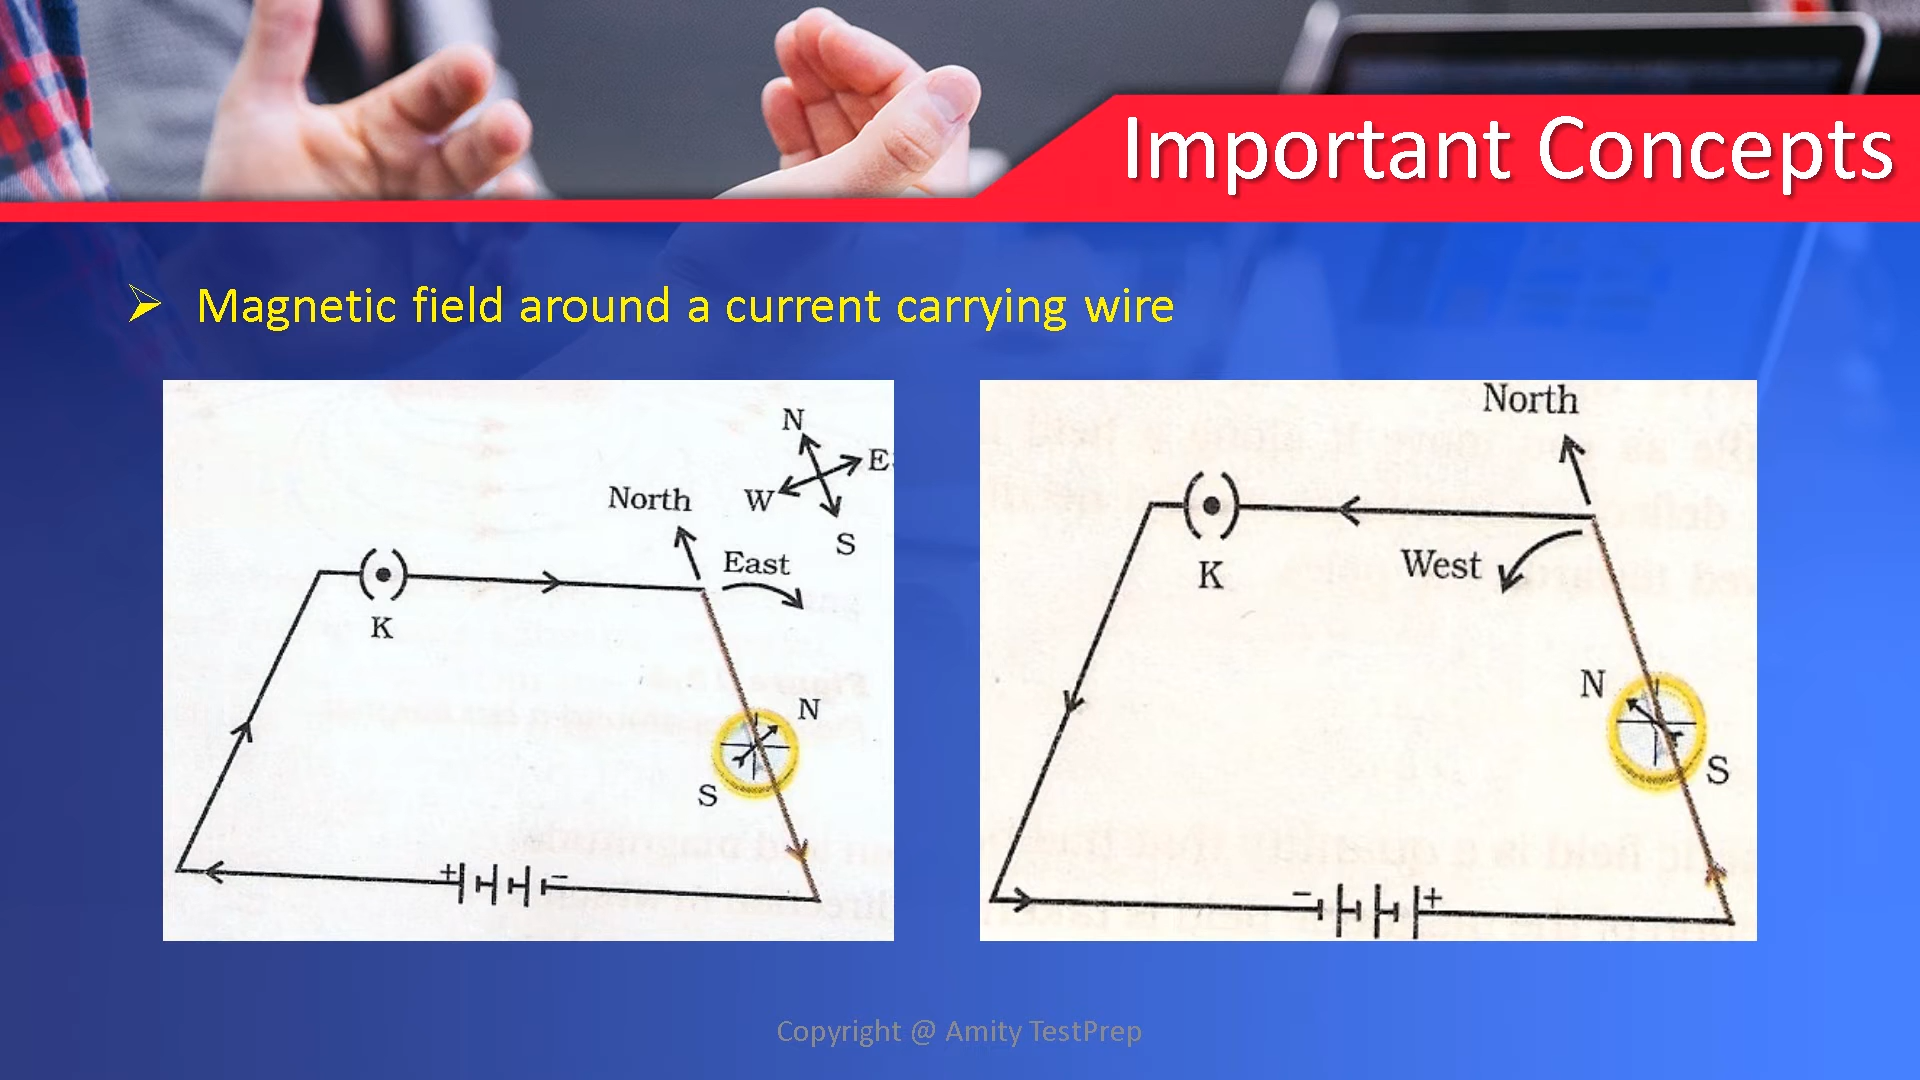 Important Concepts
Magnetic field around a current carrying wire
N
E
W
S
North
East
K
N
S
+
−
North
West
K
N
S
−
+
Copyright @ Amity TestPrep